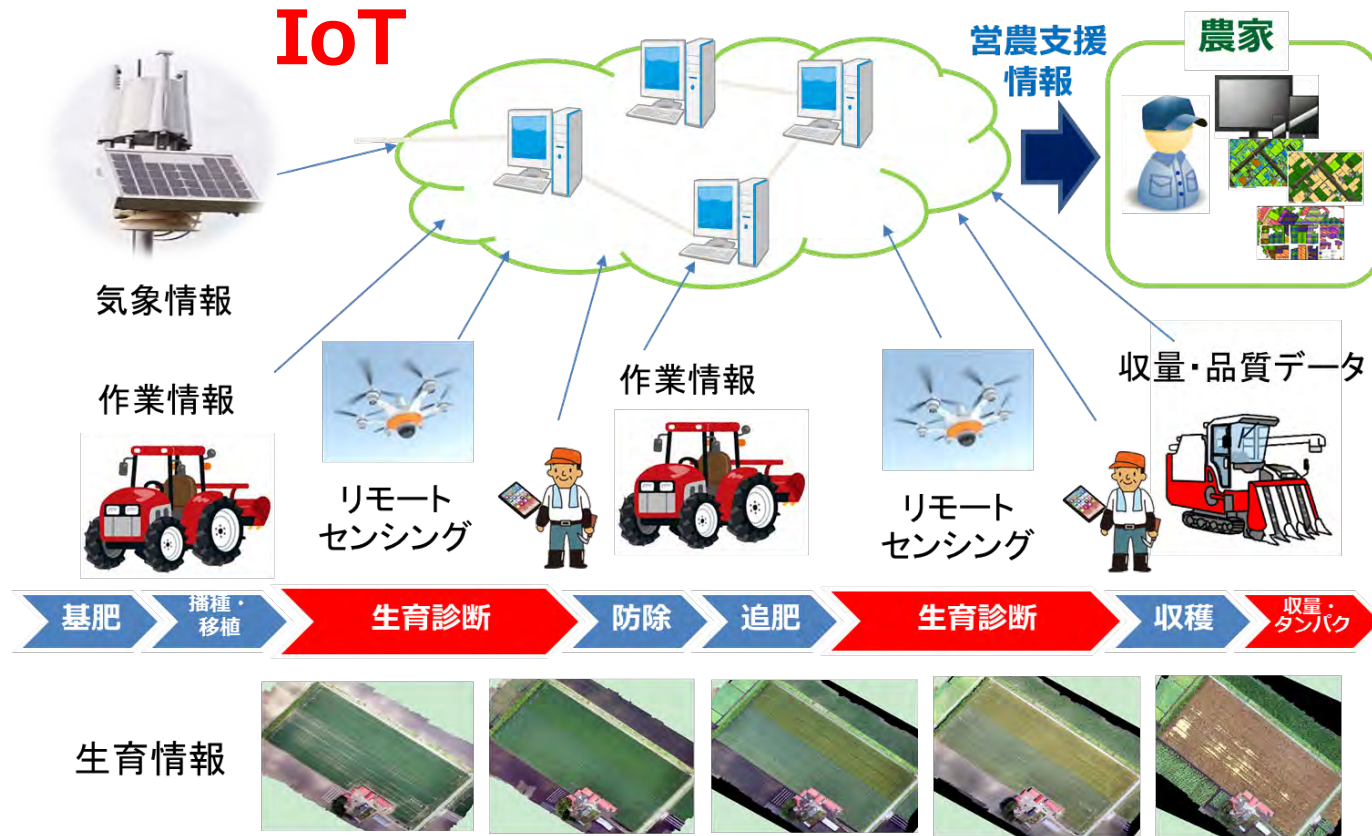 IoT
営農支援
情報
農家
気象情報
作業情報
リモート
センシング
作業情報
リモート
センシング
収量・品質データ
基肥
播種・
移植
生育診断
防除
追肥
生育診断
収穫
収量・
タンパク
生育情報